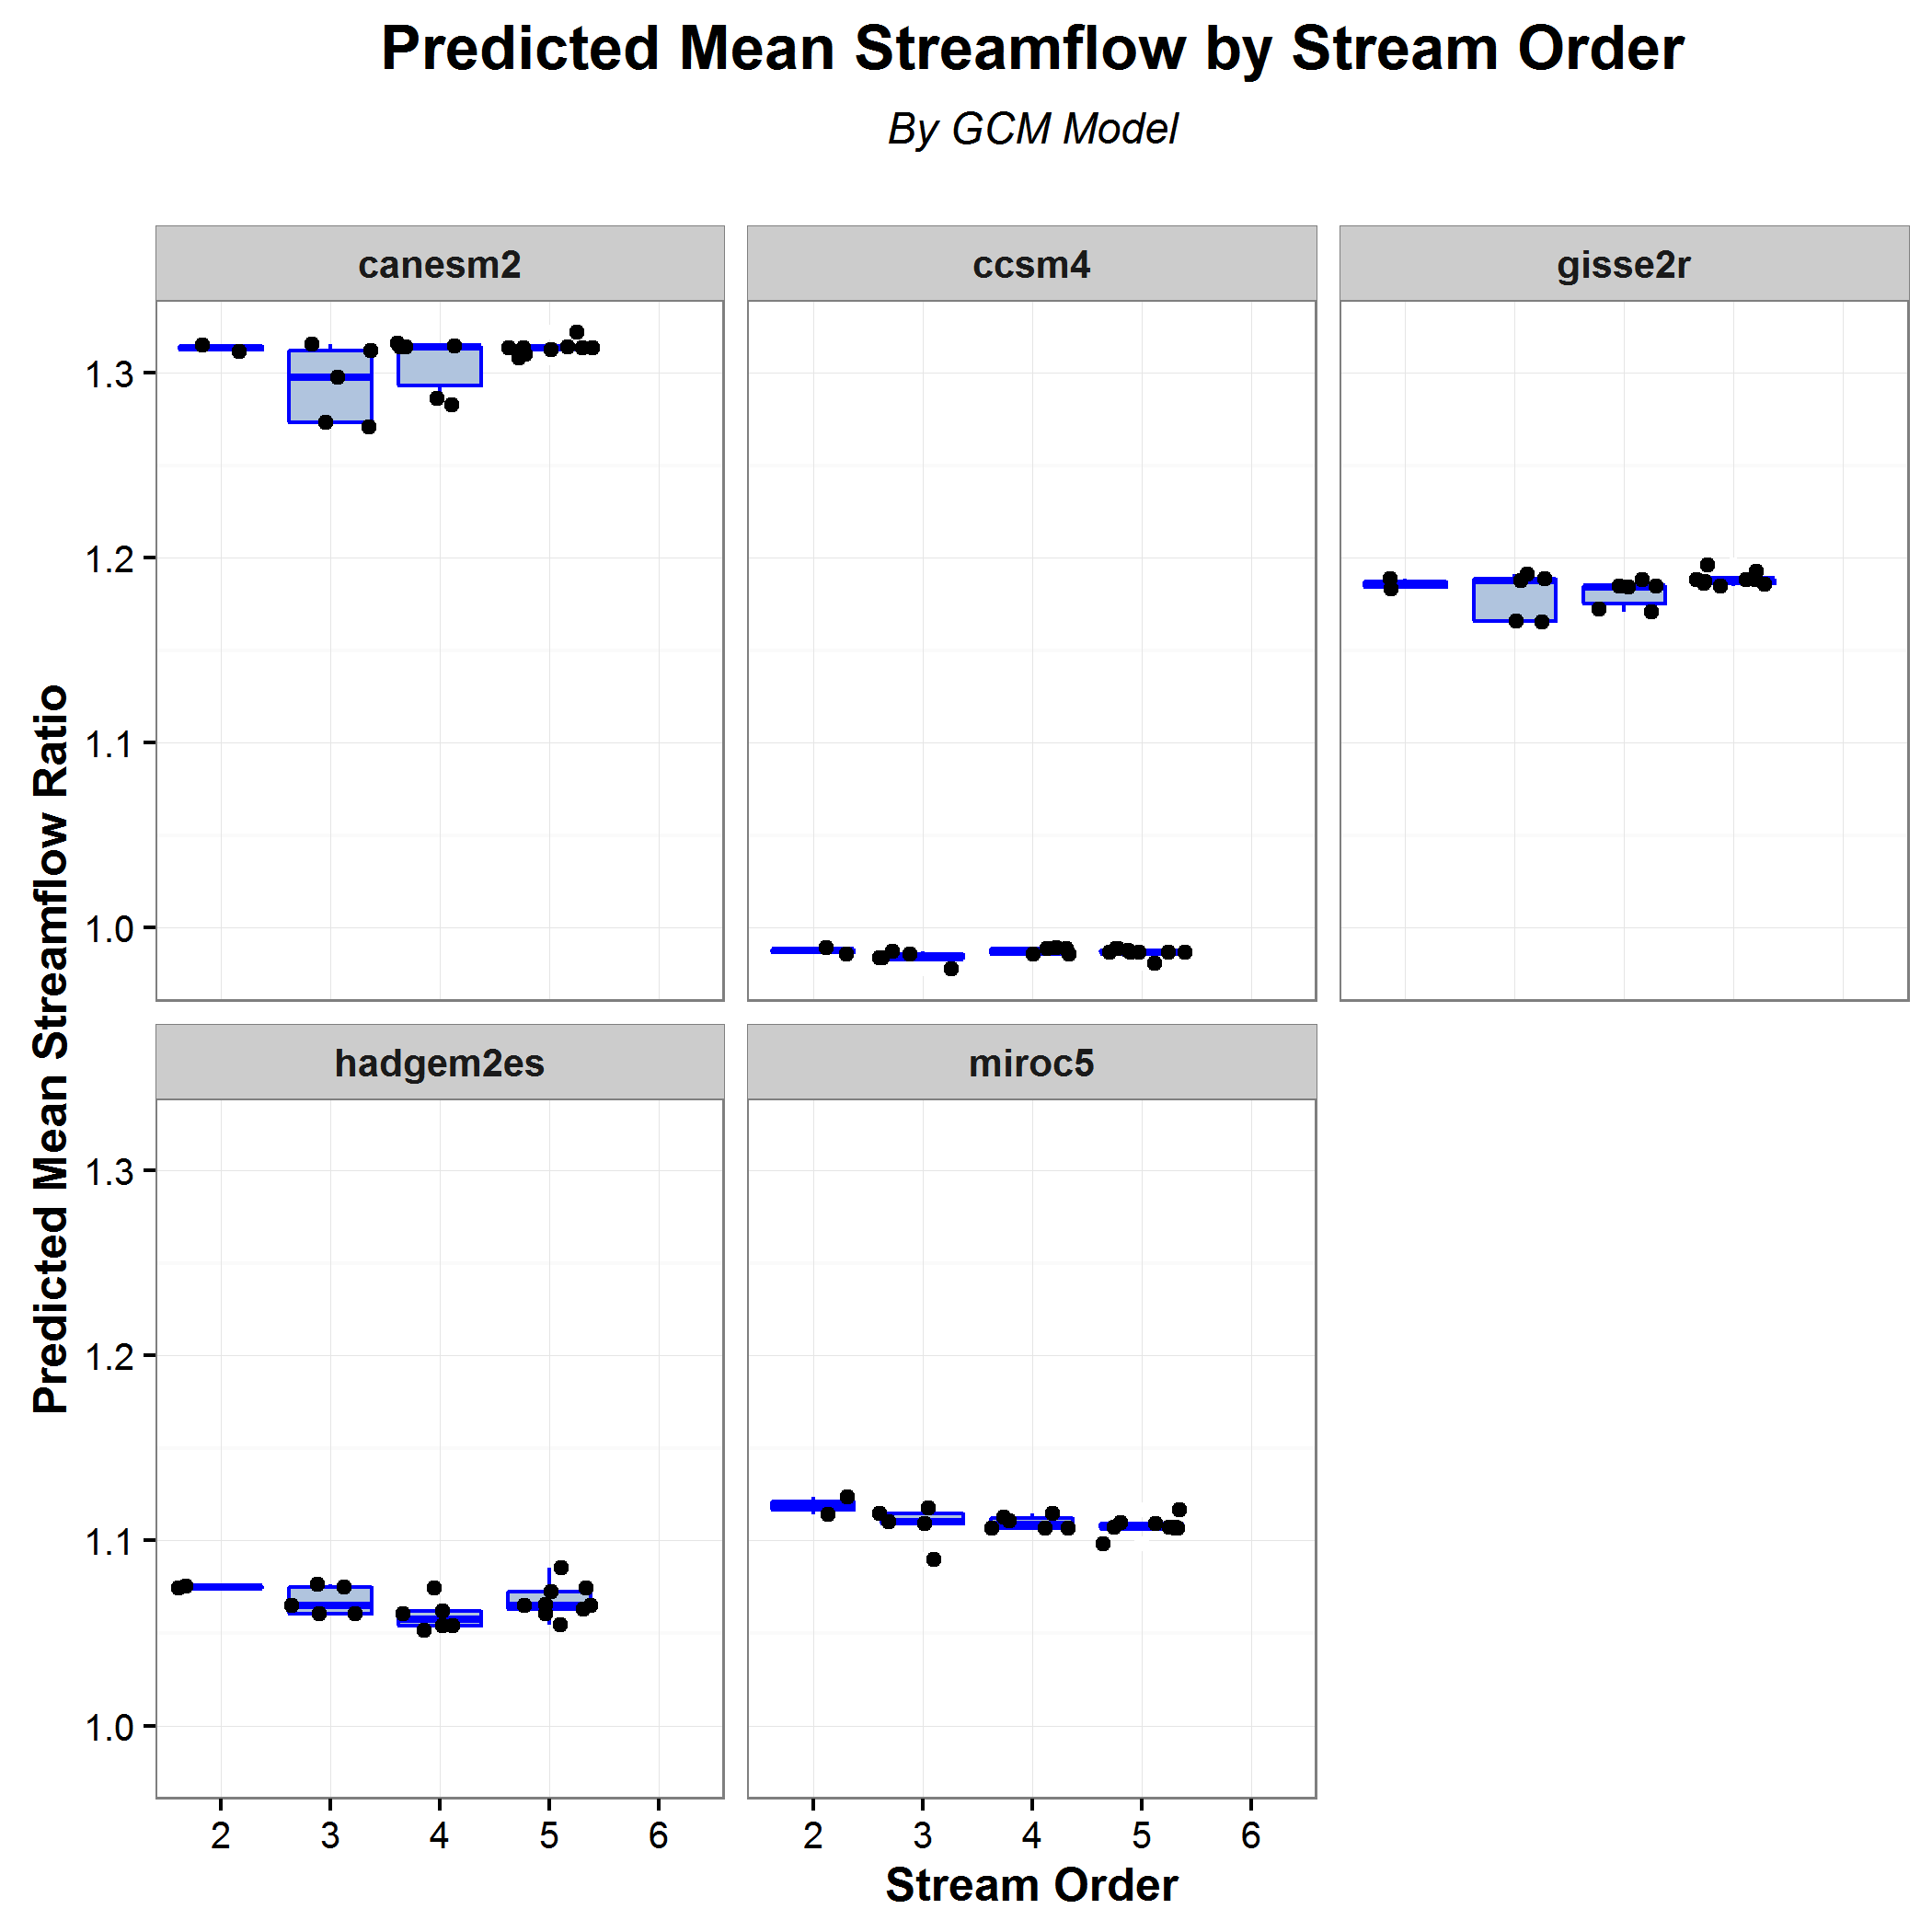 Predicted Mean Streamflow by Stream Order
By GCM Model
canesm2
ccsm4
gisse2r
1.3
1.2
1.1
1.0
Predicted Mean Streamflow Ratio
hadgem2es
miroc5
1.3
1.2
1.1
1.0
2 3 4 5 6
2 3 4 5 6
Stream Order